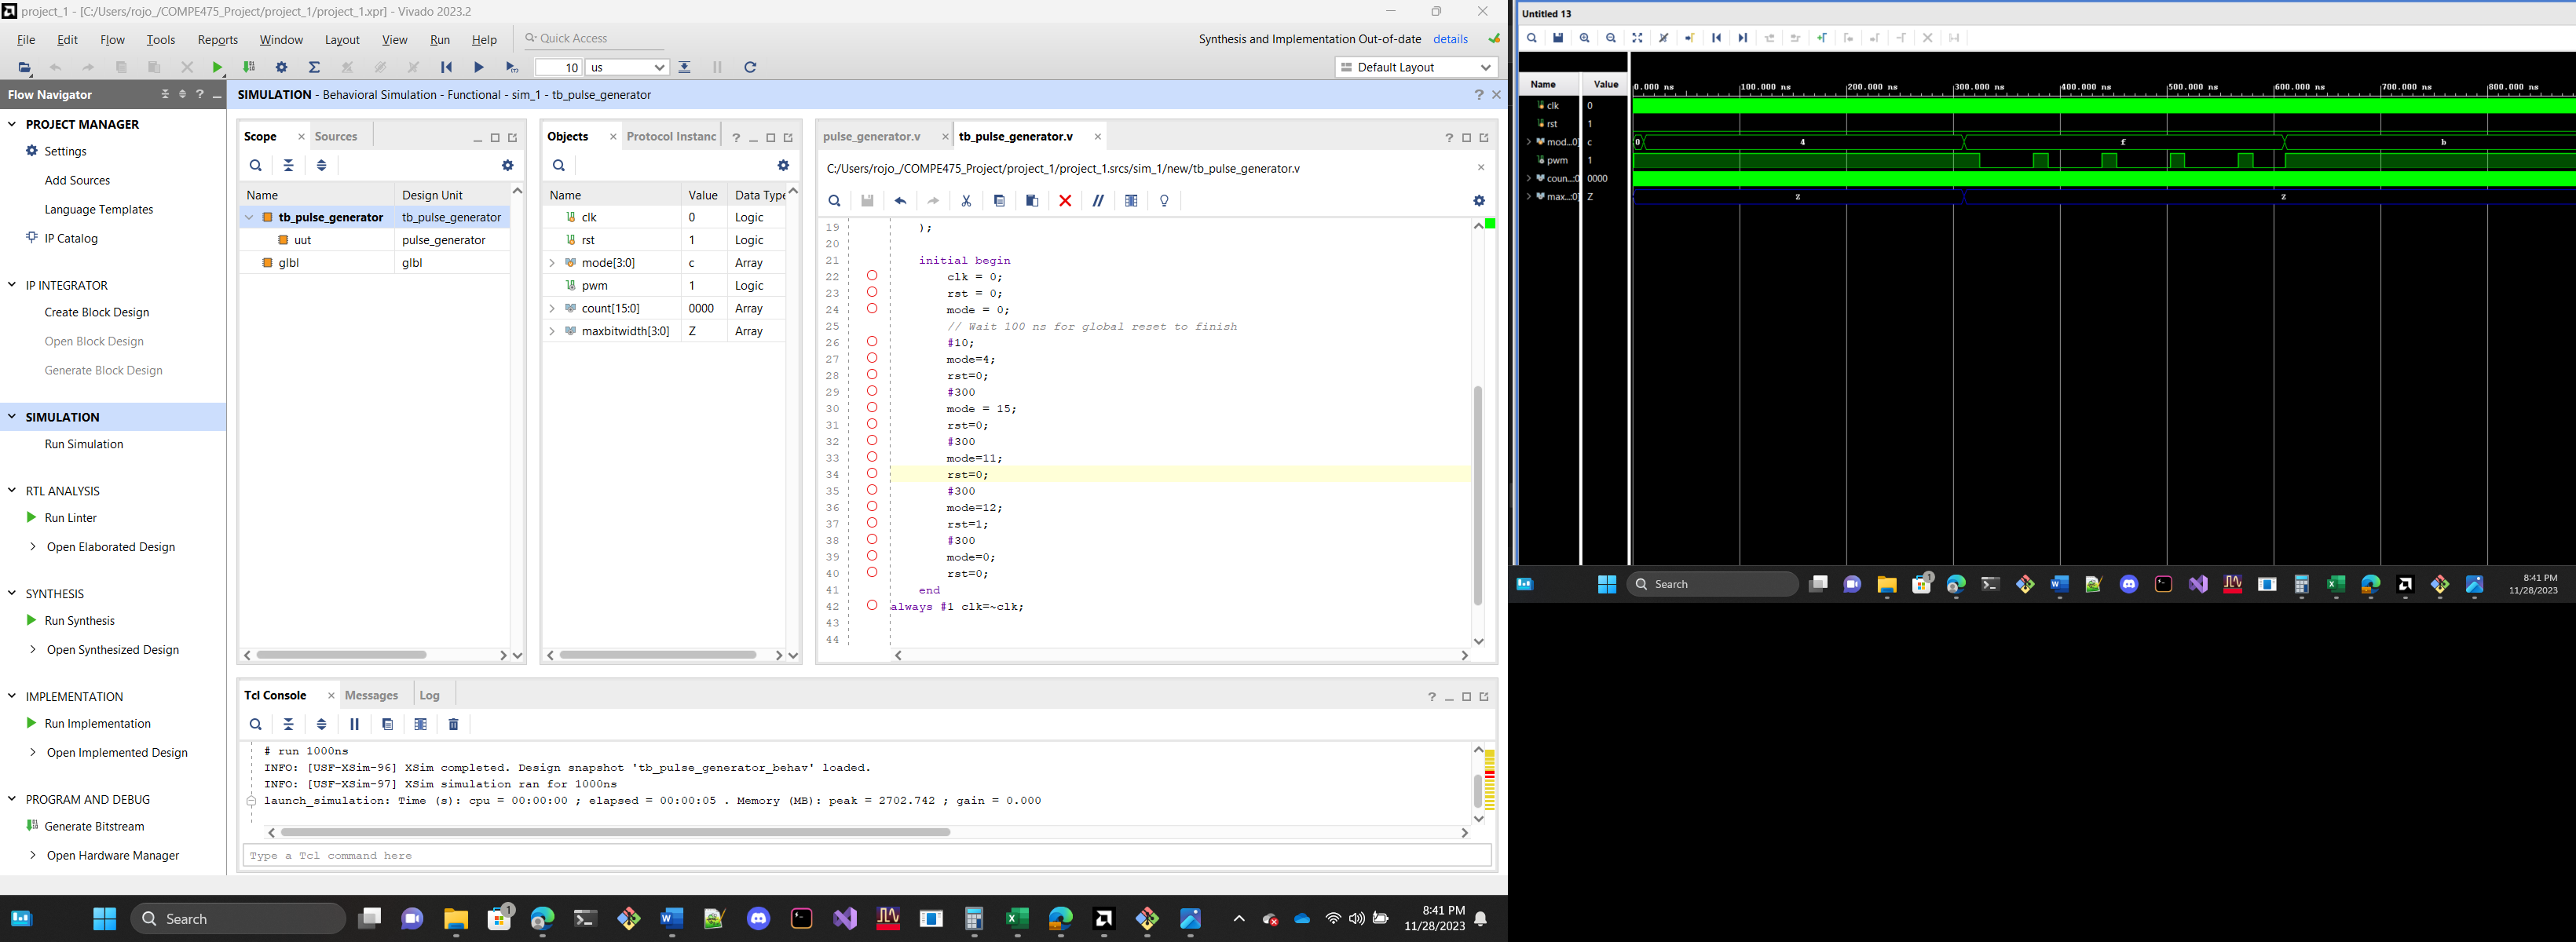 project_1 - [C:/Users/rojo_/COMPE475_Project/project_1/project_1.xpr] - Vivado 2023.2
File Edit Flow Tools Reports Window Layout View Run Help Quick Access
Synthesis and Implementation Out-of-date details
10 us Default Layout
Flow Navigator
PROJECT MANAGER
Settings
Add Sources
Language Templates
IP Catalog
IP INTEGRATOR
Create Block Design
Open Block Design
Generate Block Design
SIMULATION
Run Simulation
RTL ANALYSIS
Run Linter
Open Elaborated Design
SYNTHESIS
Run Synthesis
Open Synthesized Design
IMPLEMENTATION
Run Implementation
Open Implemented Design
PROGRAM AND DEBUG
Generate Bitstream
Open Hardware Manager
SIMULATION - Behavioral Simulation - Functional - sim_1 - tb_pulse_generator
Scope Sources
Name Design Unit
tb_pulse_generator tb_pulse_generator
uut pulse_generator
glbl glbl
Objects Protocol Instanc
Name Value Data Type
clk 0 Logic
rst 1 Logic
mode[3:0] c Array
pwm 1 Logic
count[15:0] 0000 Array
maxbitwidth[3:0] Z Array
pulse_generator.v tb_pulse_generator.v
C:/Users/rojo_/COMPE475_Project/project_1/project_1.srcs/sim_1/new/tb_pulse_generator.v
19 );
20
21 initial begin
22 clk = 0;
23 rst = 0;
24 mode = 0;
25 // Wait 100 ns for global reset to finish
26 #10;
27 mode=4;
28 rst=0;
29 #300
30 mode = 15;
31 rst=0;
32 #300
33 mode=11;
34 rst=0;
35 #300
36 mode=12;
37 rst=1;
38 #300
39 mode=0;
40 rst=0;
41 end
42 always #1 clk=~clk;
43
44
Tcl Console Messages Log
# run 1000ns
INFO: [USF-XSim-96] XSim completed. Design snapshot 'tb_pulse_generator_behav' loaded.
INFO: [USF-XSim-97] XSim simulation ran for 1000ns
launch_simulation: Time (s): cpu = 00:00:00 ; elapsed = 00:00:05 . Memory (MB): peak = 2702.742 ; gain = 0.000
Type a Tcl command here
Search
1
8:41 PM
11/28/2023
Untitled 13
Name Value
0.000 ns 100.000 ns 200.000 ns 300.000 ns 400.000 ns 500.000 ns 600.000 ns 700.000 ns 800.000 ns
clk 0
rst 1
mod...0] c 0 4 f b
pwm 1
coun...:0 0000
max...:0] Z Z Z
Search
1
8:41 PM
11/28/2023